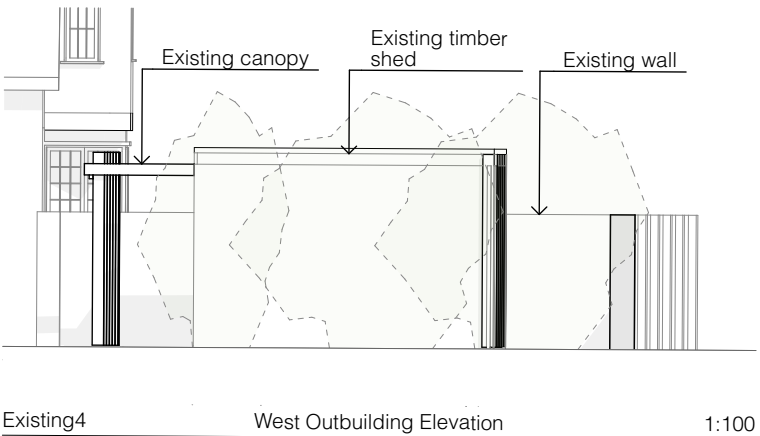 Existing timber
shed
Existing canopy
Existing wall
Existing4
West Outbuilding Elevation
1:100